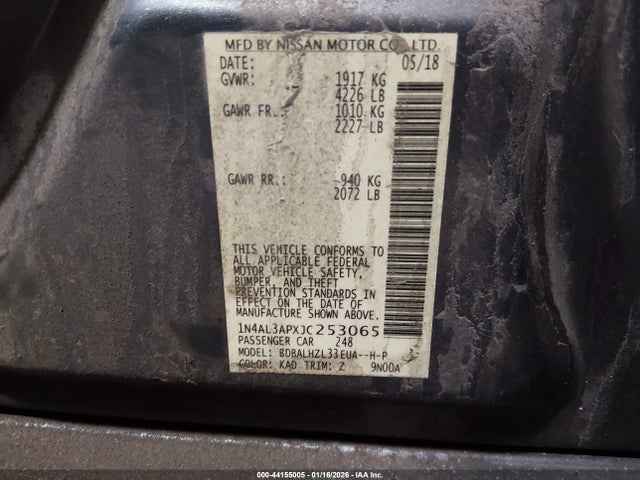 MFD BY NISSAN MOTOR CO., LTD.
DATE: 05/18
GVWR: 1917 KG
4226 LB
GAWR FR.: 1010 KG
2227 LB
GAWR RR.: 940 KG
2072 LB
THIS VEHICLE CONFORMS TO
ALL APPLICABLE FEDERAL
MOTOR VEHICLE SAFETY,
BUMPER, AND THEFT
PREVENTION STANDARDS IN
EFFECT ON THE DATE OF
MANUFACTURE SHOWN ABOVE.
1N4AL3APXJC253065
PASSENGER CAR 248
MODEL: BDBALHZL33EUA--H-P
COLOR: KAD TRIM: Z 9N00A
000-44155005 - 01/16/2026 - IAA Inc.